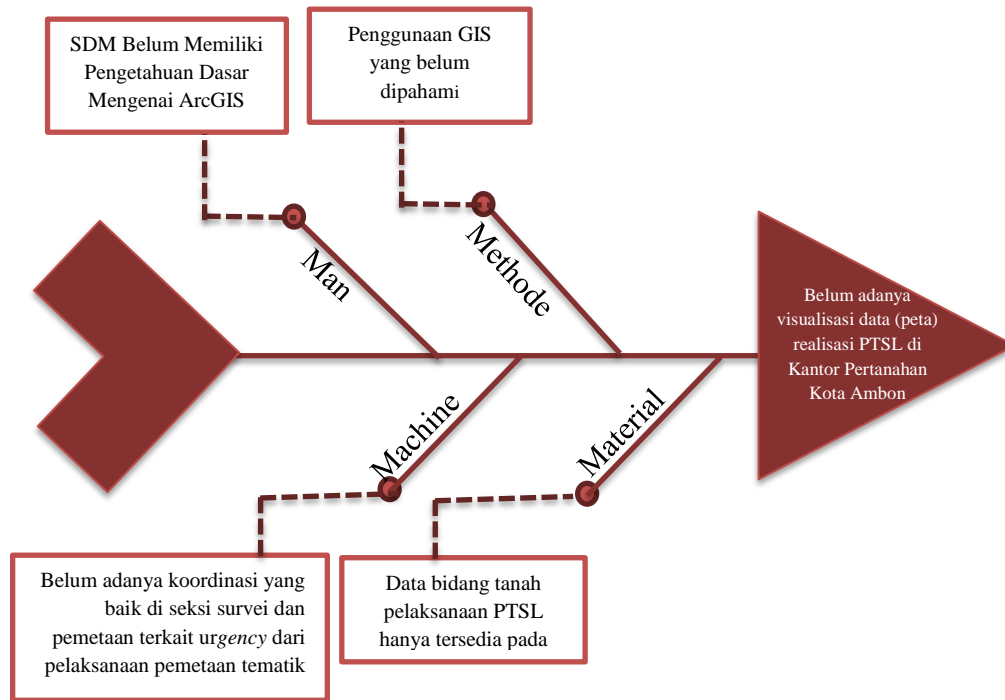 SDM Belum Memiliki
Pengetahuan Dasar
Mengenai ArcGIS
Penggunaan GIS
yang belum
dipahami
Man
Methode
Belum adanya
visualisasi data (peta)
realisasi PTSL di
Kantor Pertanahan
Kota Ambon
Machine
Material
Belum adanya koordinasi yang
baik di seksi survei dan
pemetaan terkait urgency dari
pelaksanaan pemetaan tematik
Data bidang tanah
pelaksanaan PTSL
hanya tersedia pada